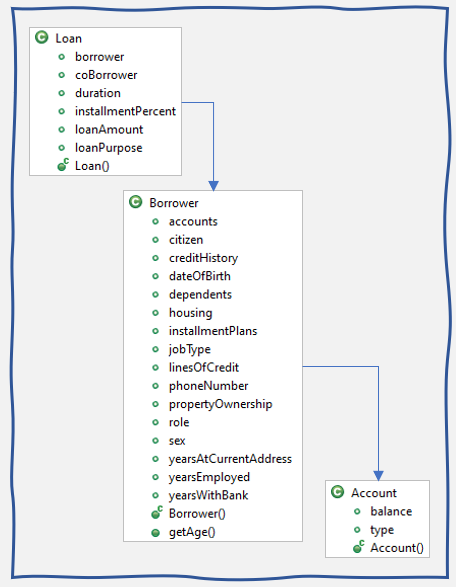 Loan
borrower
coBorrower
duration
installmentPercent
loanAmount
loanPurpose
C Loan()
Borrower
accounts
citizen
creditHistory
dateOfBirth
dependents
housing
installmentPlans
jobType
linesOfCredit
phoneNumber
propertyOwnership
role
sex
yearsAtCurrentAddress
yearsEmployed
yearsWithBank
C Borrower()
getAge()
Account
balance
type
C Account()